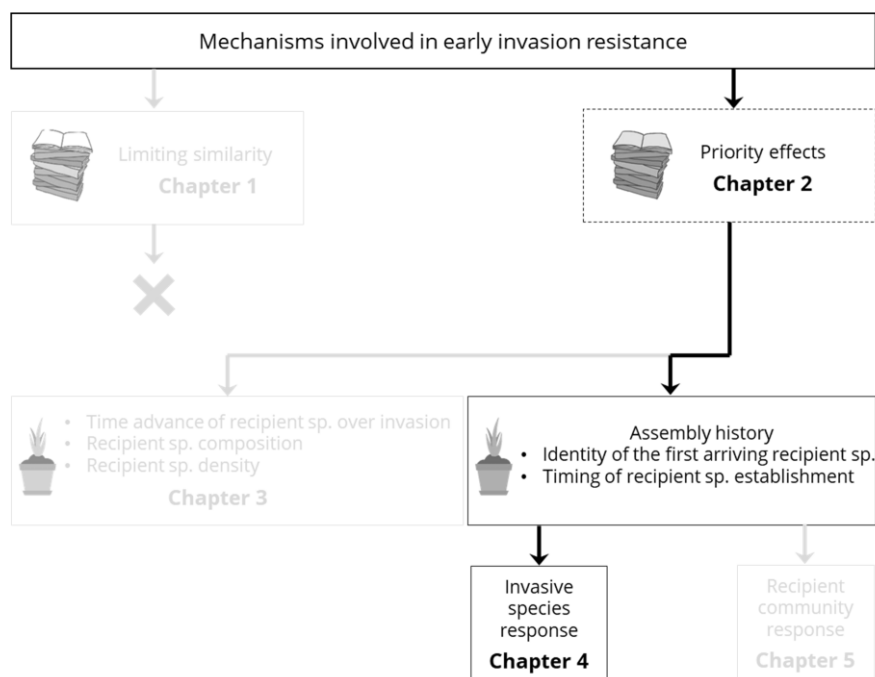 Mechanisms involved in early invasion resistance
Limiting similarity
Chapter 1
Priority effects
Chapter 2
• Time advance of recipient sp. over invasion
• Recipient sp. composition
• Recipient sp. density
Chapter 3
Assembly history
• Identity of the first arriving recipient sp.
• Timing of recipient sp. establishment
Invasive
species
response
Chapter 4
Recipient
community
response
Chapter 5